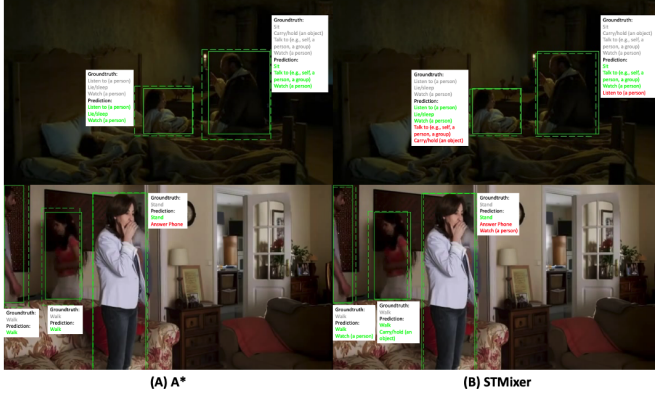 Groundtruth:
Sit
Carry/hold (an object)
Talk to (e.g., self, a
person, a group)
Watch (a person)
Prediction:
Sit
Talk to (e.g., self, a
person, a group)
Watch (a person)
Groundtruth:
Listen to (a person)
Lie/sleep
Watch (a person)
Prediction:
Listen to (a person)
Lie/sleep
Watch (a person)
Groundtruth:
Sit
Carry/hold (an object)
Talk to (e.g., self, a
person, a group)
Watch (a person)
Prediction:
Sit
Talk to (e.g., self, a
person, a group)
Watch (a person)
Listen to (a person)
Groundtruth:
Listen to (a person)
Lie/sleep
Watch (a person)
Prediction:
Listen to (a person)
Lie/sleep
Watch (a person)
Talk to (e.g., self, a
person, a group)
Carry/hold (an object)
Groundtruth:
Stand
Prediction:
Stand
Answer Phone
Groundtruth:
Walk
Prediction:
Walk
Groundtruth:
Walk
Prediction:
Walk
Groundtruth:
Stand
Prediction:
Stand
Answer Phone
Watch (a person)
Groundtruth:
Walk
Prediction:
Walk
Watch (a person)
Groundtruth:
Walk
Prediction:
Walk
Carry/hold (an
object)
(A) A*
(B) STMixer